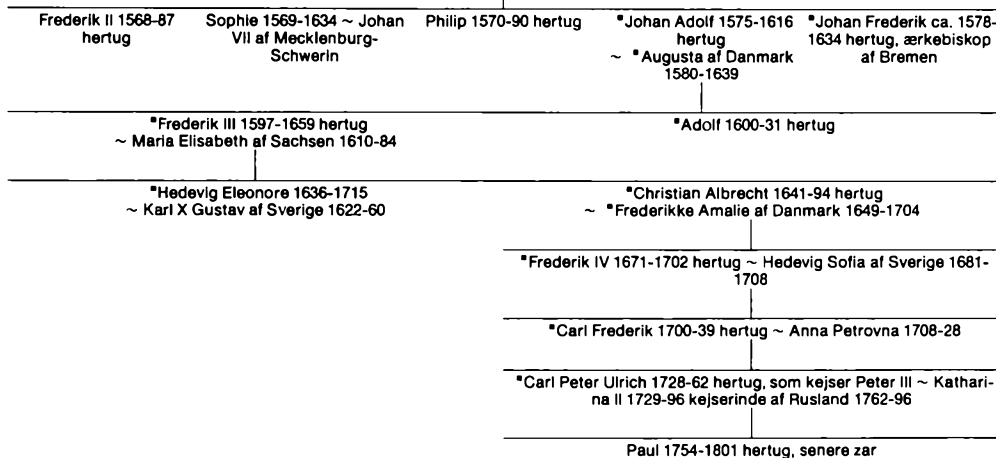 Frederik II 1568-87
hertug
Sophie 1569-1634 ~ Johan
VII af Mecklenburg-
Schwerin
Philip 1570-90 hertug
▪Johan Adolf 1575-1616
hertug
~ ▪Augusta af Danmark
1580-1639
▪Johan Frederik ca. 1578-
1634 hertug, ærkebiskop
af Bremen
▪Frederik III 1597-1659 hertug
~ Maria Elisabeth af Sachsen 1610-84
▪Adolf 1600-31 hertug
▪Hedevig Eleonore 1636-1715
~ Karl X Gustav af Sverige 1622-60
▪Christian Albrecht 1641-94 hertug
~ ▪Frederikke Amalie af Danmark 1649-1704
▪Frederik IV 1671-1702 hertug ~ Hedevig Sofia af Sverige 1681-
1708
▪Carl Frederik 1700-39 hertug ~ Anna Petrovna 1708-28
▪Carl Peter Ulrich 1728-62 hertug, som kejser Peter III ~ Kathari-
na II 1729-96 kejserinde af Rusland 1762-96
Paul 1754-1801 hertug, senere zar